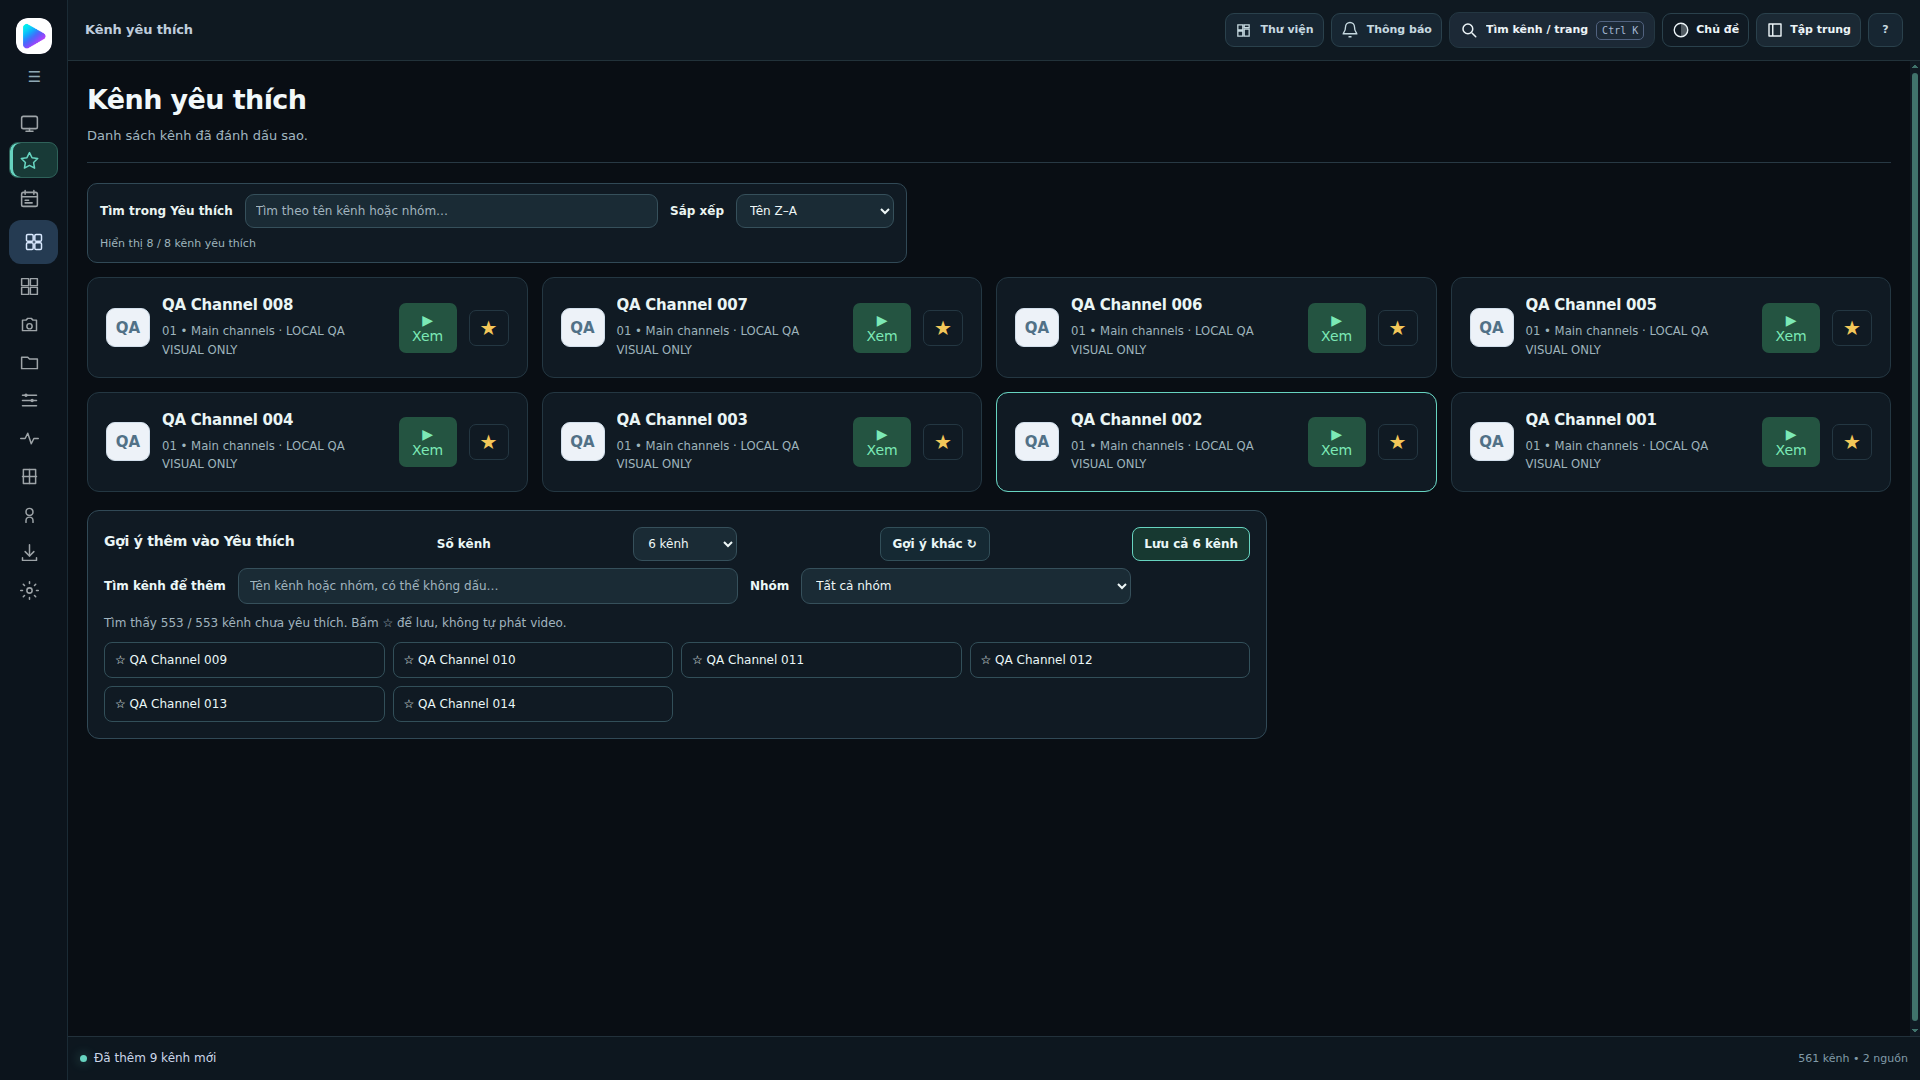 Kênh yêu thích
Thư viện
Thông báo
Tìm kênh / trang Ctrl K
Chủ đề
Tập trung
?
Kênh yêu thích
Danh sách kênh đã đánh dấu sao.
Tìm trong Yêu thích
Tìm theo tên kênh hoặc nhóm...
Sắp xếp
Tên Z–A
Hiển thị 8 / 8 kênh yêu thích
QA
QA Channel 008
01 • Main channels · LOCAL QA
VISUAL ONLY
▶
Xem
★
QA
QA Channel 007
01 • Main channels · LOCAL QA
VISUAL ONLY
▶
Xem
★
QA
QA Channel 006
01 • Main channels · LOCAL QA
VISUAL ONLY
▶
Xem
★
QA
QA Channel 005
01 • Main channels · LOCAL QA
VISUAL ONLY
▶
Xem
★
QA
QA Channel 004
01 • Main channels · LOCAL QA
VISUAL ONLY
▶
Xem
★
QA
QA Channel 003
01 • Main channels · LOCAL QA
VISUAL ONLY
▶
Xem
★
QA
QA Channel 002
01 • Main channels · LOCAL QA
VISUAL ONLY
▶
Xem
★
QA
QA Channel 001
01 • Main channels · LOCAL QA
VISUAL ONLY
▶
Xem
★
Gợi ý thêm vào Yêu thích
Số kênh
6 kênh
Gợi ý khác ↻
Lưu cả 6 kênh
Tìm kênh để thêm
Tên kênh hoặc nhóm, có thể không dấu...
Nhóm
Tất cả nhóm
Tìm thấy 553 / 553 kênh chưa yêu thích. Bấm ☆ để lưu, không tự phát video.
☆ QA Channel 009
☆ QA Channel 010
☆ QA Channel 011
☆ QA Channel 012
☆ QA Channel 013
☆ QA Channel 014
Đã thêm 9 kênh mới
561 kênh • 2 nguồn